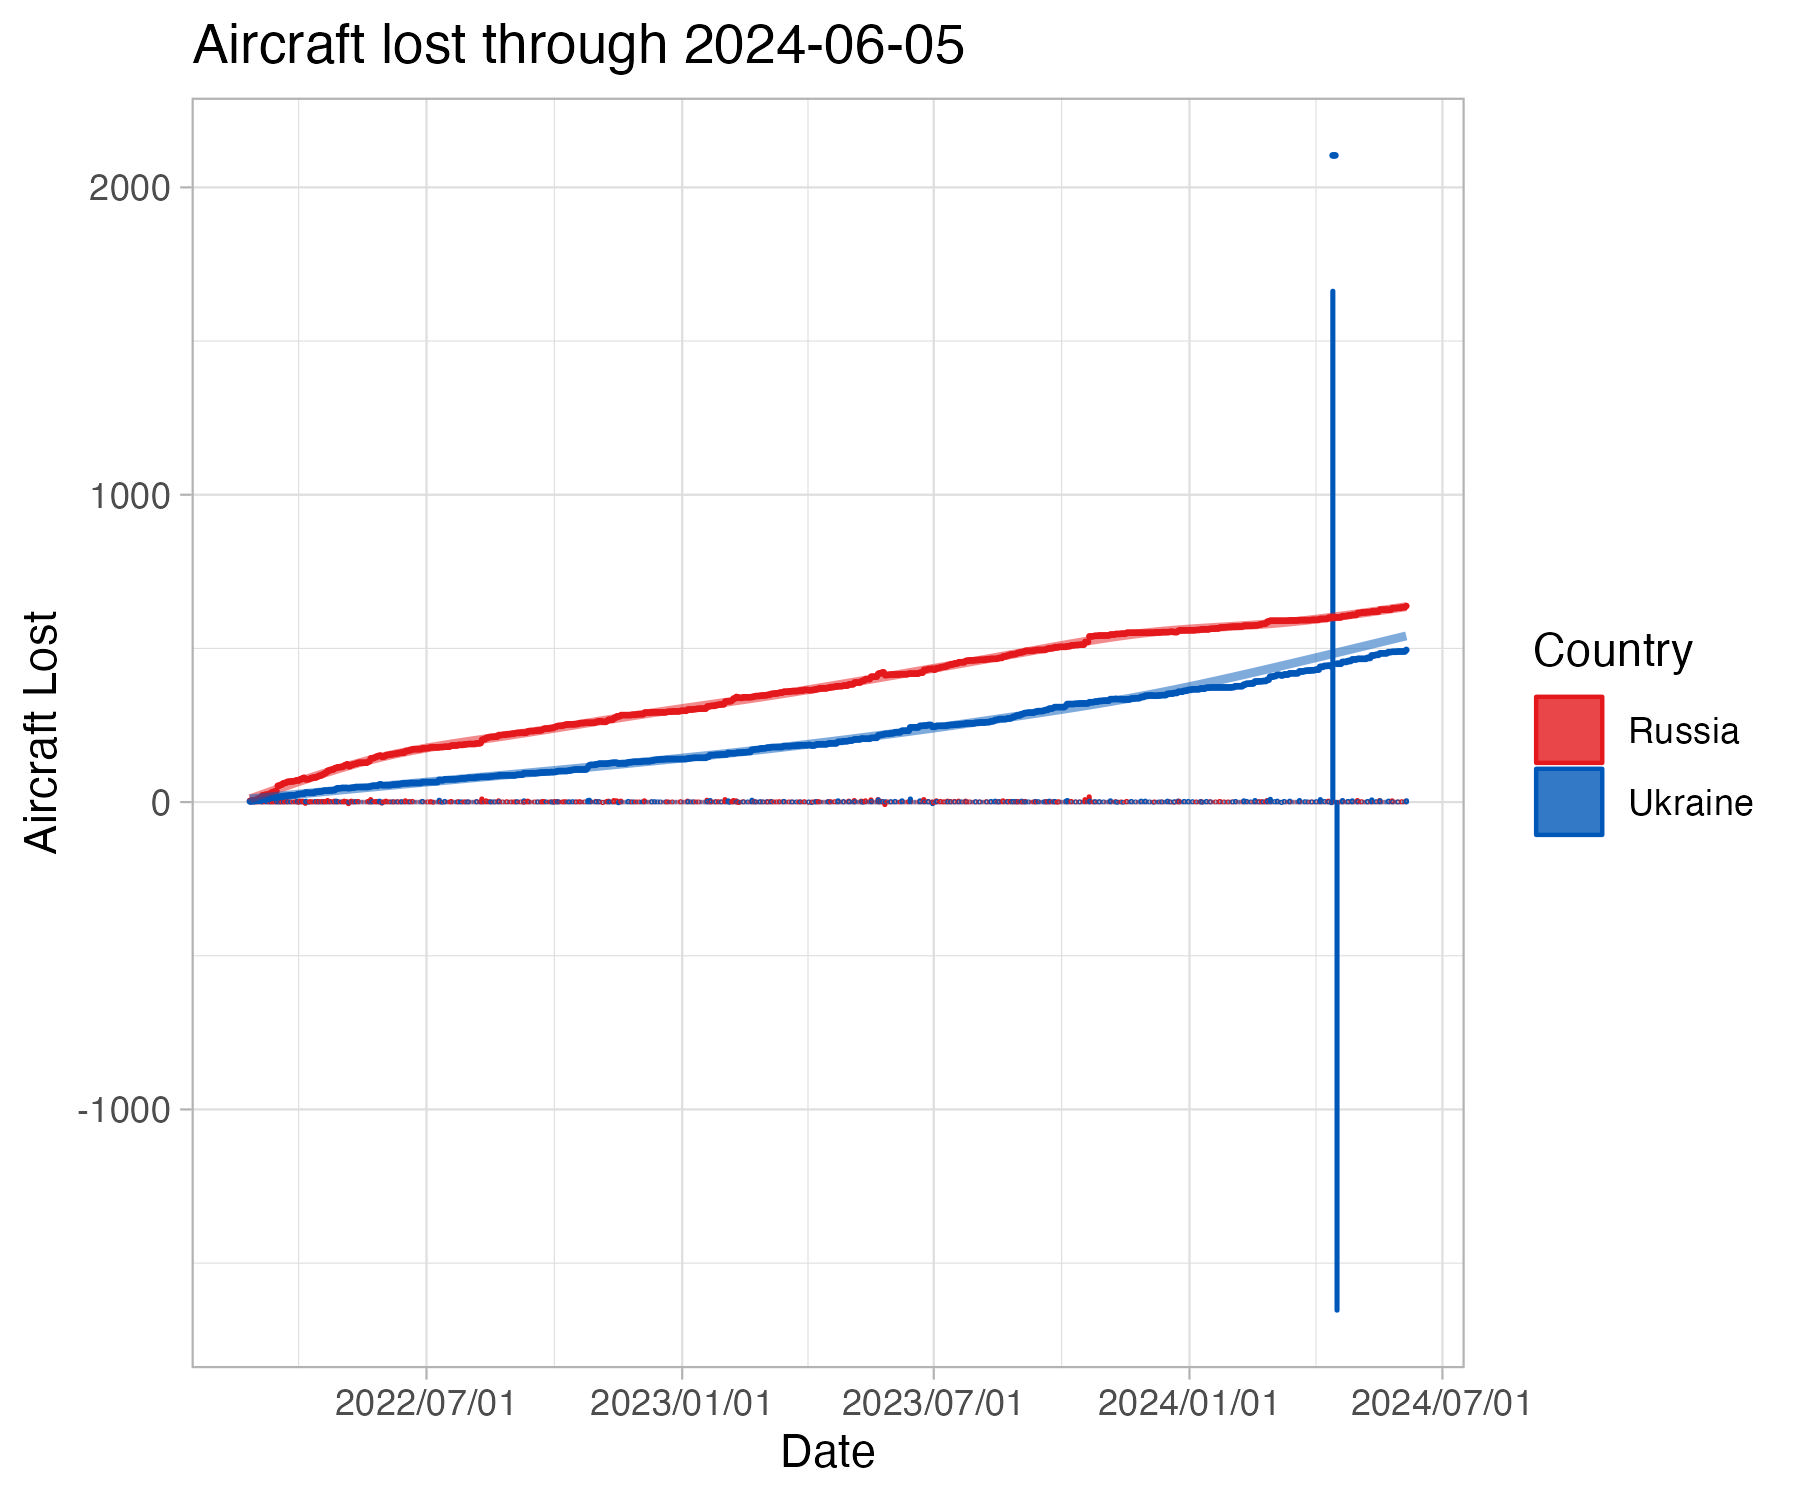 Aircraft lost through 2024-06-05
Aircraft Lost
2000
1000
0
-1000
2022/07/01
2023/01/01
2023/07/01
2024/01/01
2024/07/01
Date
Country
Russia
Ukraine